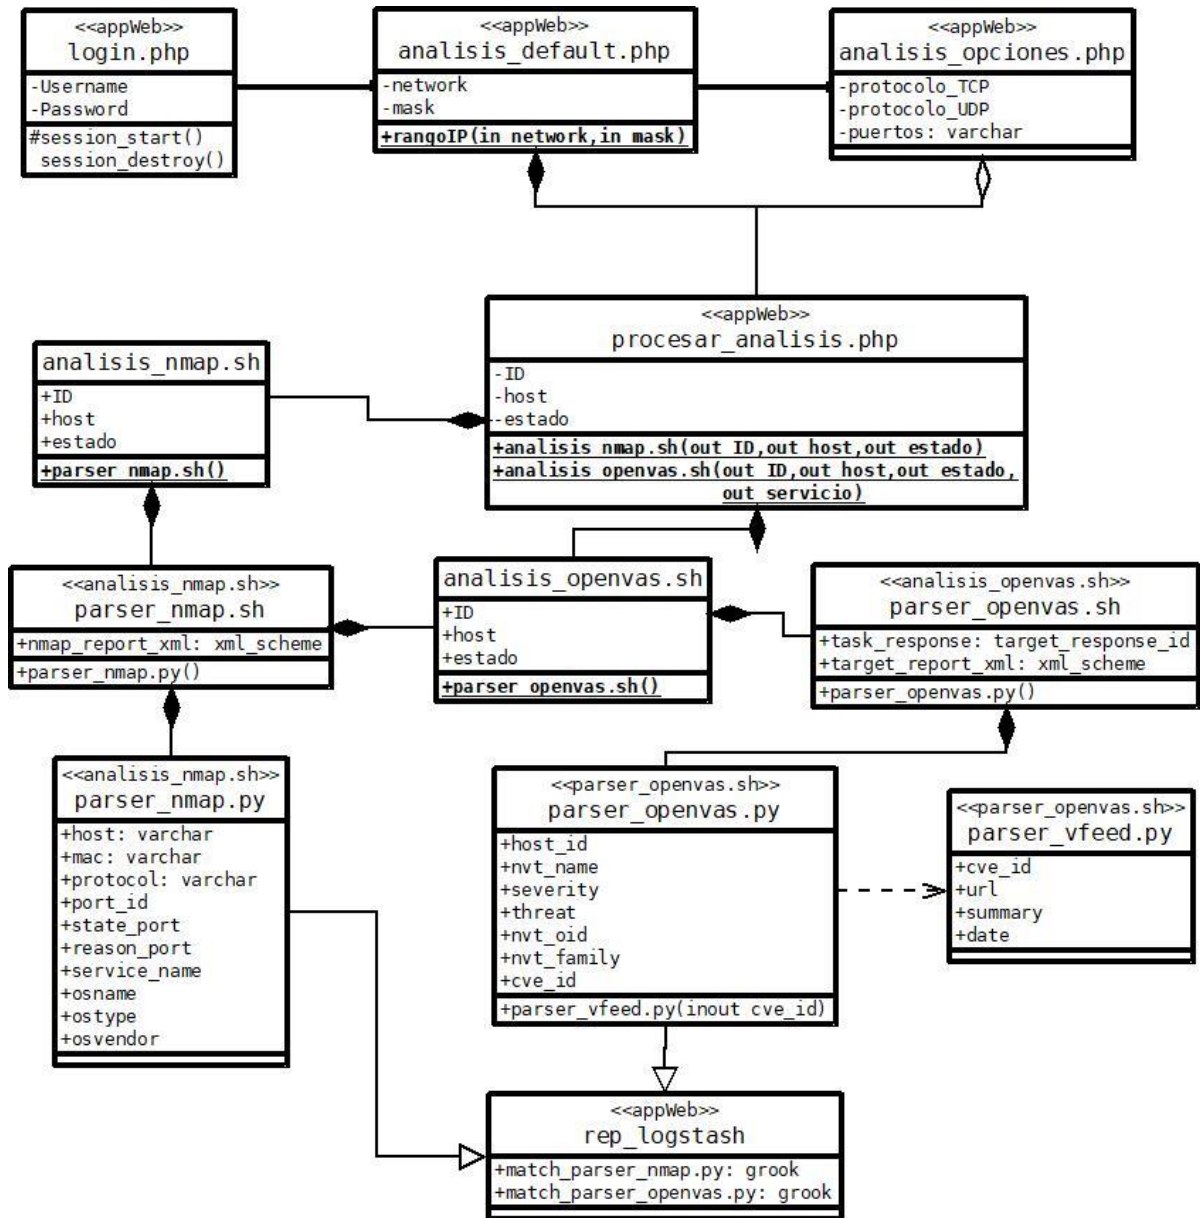 <<appWeb>>
login.php
-Username
-Password
#session_start()
session_destroy()
<<appWeb>>
analisis_default.php
-network
-mask
+rangoIP(in network,in mask)
<<appWeb>>
analisis_opciones.php
-protocolo_TCP
-protocolo_UDP
-puertos: varchar
<<appWeb>>
procesar_analisis.php
-ID
-host
-estado
+analisis_nmap.sh(out ID,out host,out estado)
+analisis_openvas.sh(out ID,out host,out estado,
out servicio)
analisis_nmap.sh
+ID
+host
+estado
+parser_nmap.sh()
<<analisis_nmap.sh>>
parser_nmap.sh
+nmap_report_xml: xml_scheme
+parser_nmap.py()
analisis_openvas.sh
+ID
+host
+estado
+parser_openvas.sh()
<<analisis_openvas.sh>>
parser_openvas.sh
+task_response: target_response_id
+target_report_xml: xml_scheme
+parser_openvas.py()
<<analisis_nmap.sh>>
parser_nmap.py
+host: varchar
+mac: varchar
+protocol: varchar
+port_id
+state_port
+reason_port
+service_name
+osname
+ostype
+osvendor
<<parser_openvas.sh>>
parser_openvas.py
+host_id
+nvt_name
+severity
+threat
+nvt_oid
+nvt_family
+cve_id
+parser_vfeed.py(inout cve_id)
<<parser_openvas.sh>>
parser_vfeed.py
+cve_id
+url
+summary
+date
<<appWeb>>
rep_logstash
+match_parser_nmap.py: grook
+match_parser_openvas.py: grook